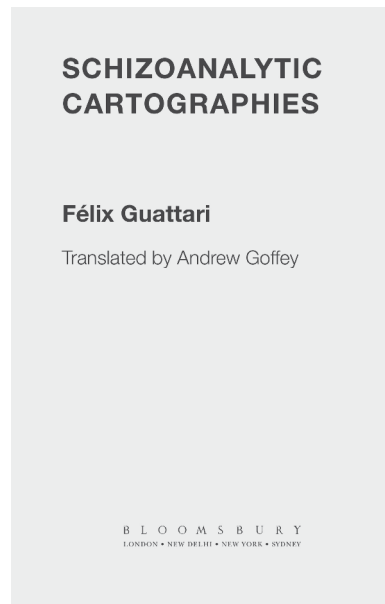 SCHIZOANALYTIC
CARTOGRAPHIES
Félix Guattari
Translated by Andrew Goffey
BLOOMSBURY
LONDON • NEW DELHI • NEW YORK • SYDNEY